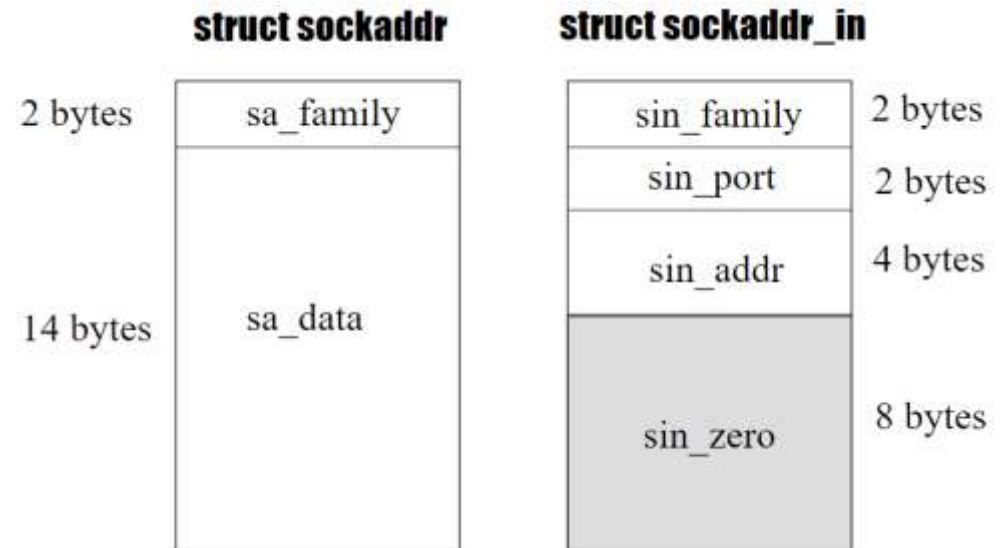 struct sockaddr
struct sockaddr_in
2 bytes
sa_family
sin_family
2 bytes
sin_port
2 bytes
sin_addr
4 bytes
14 bytes
sa_data
sin_zero
8 bytes